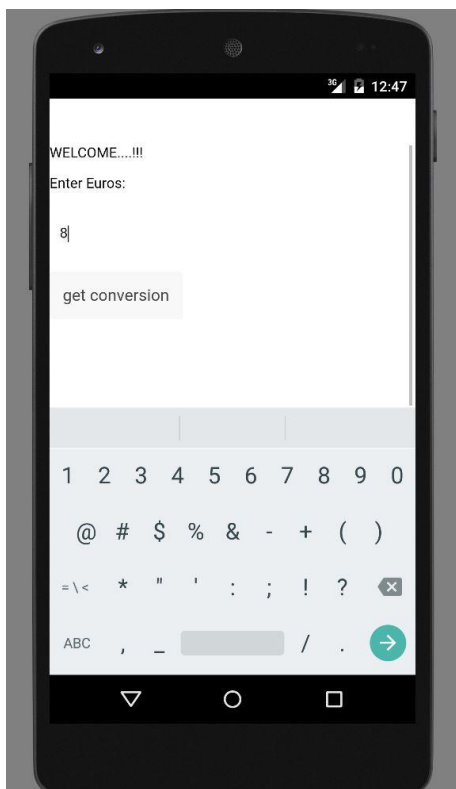 3G 12:47
WELCOME....!!!
Enter Euros:
8
get conversion
1 2 3 4 5 6 7 8 9 0
@ # $ % & - + ( )
= \ < * " ' : ; ! ?
ABC , _ / .